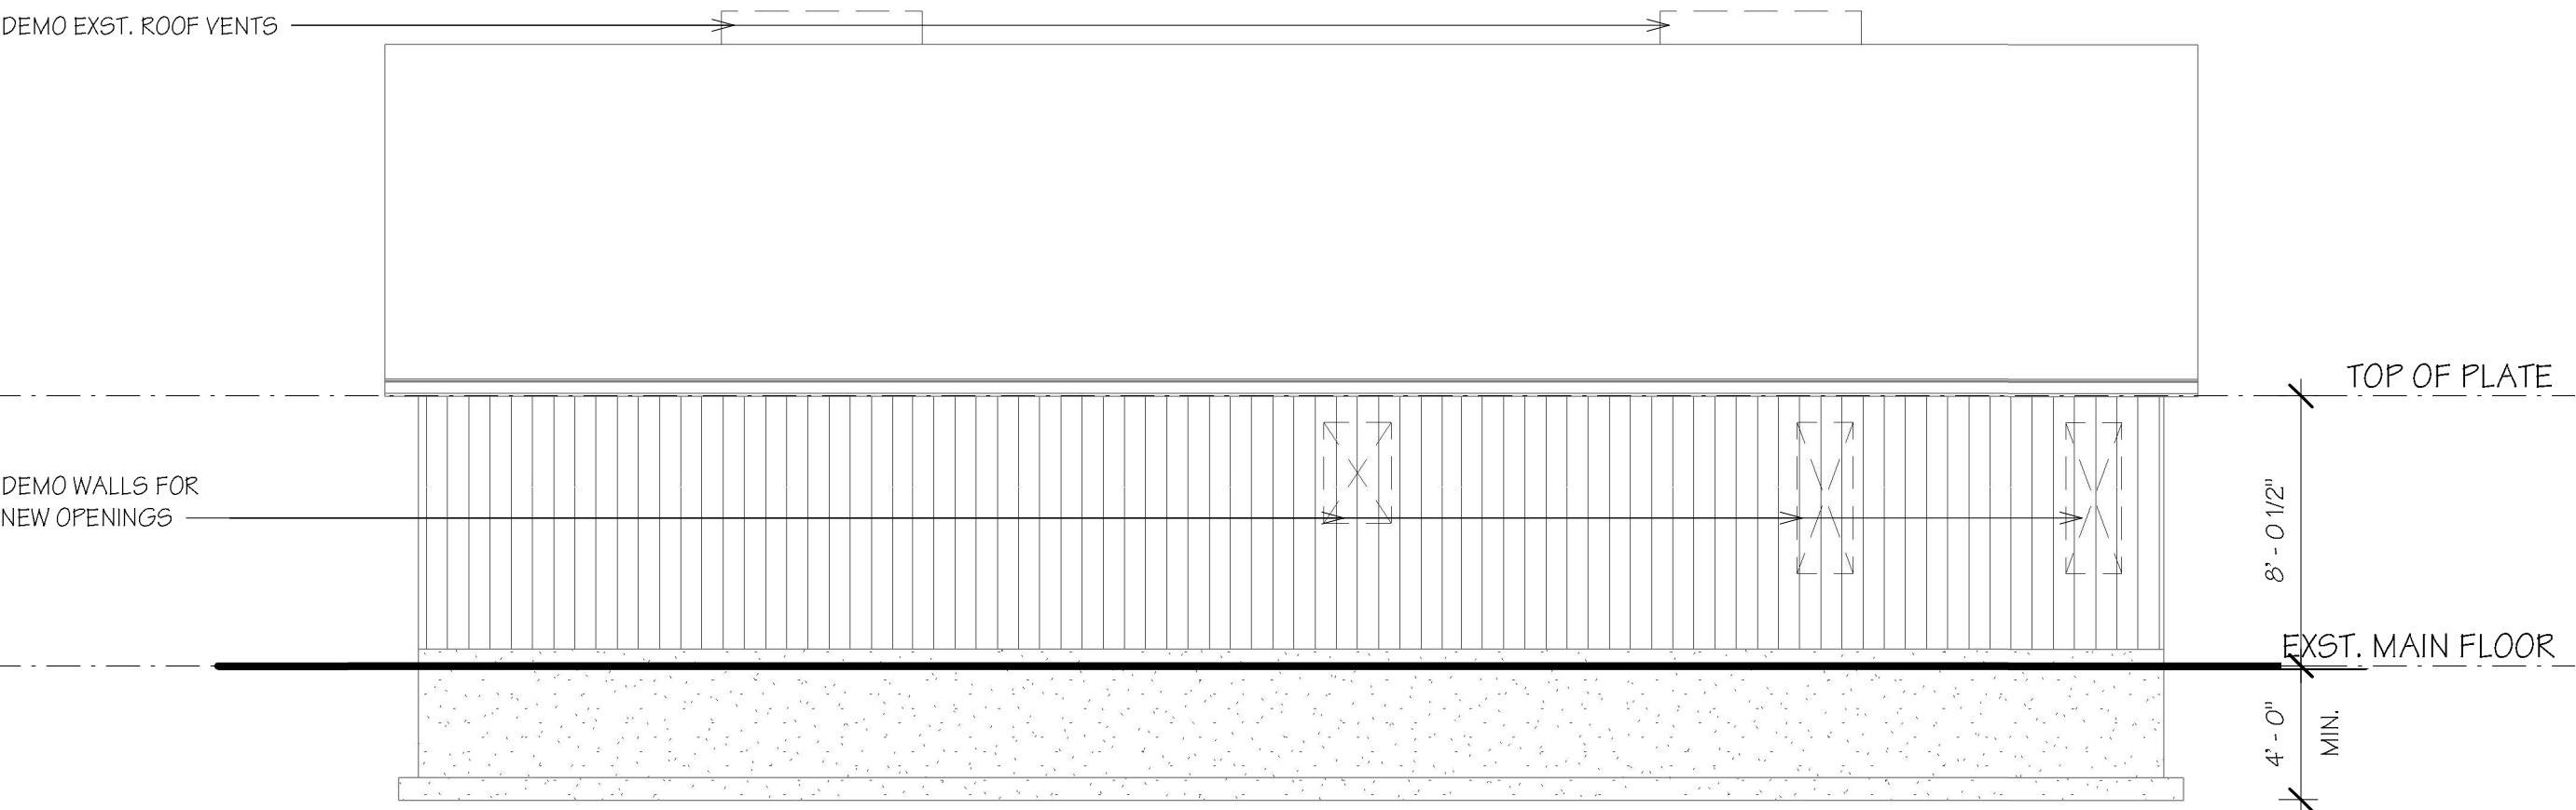 DEMO EXST. ROOF VENTS
TOP OF PLATE
DEMO WALLS FOR
NEW OPENINGS
8' - 0 1/2"
EXST. MAIN FLOOR
4' - 0"
MIN.